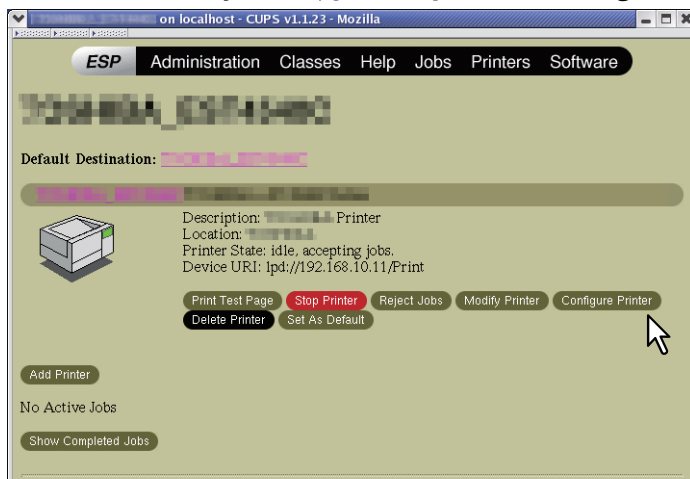 on localhost - CUPS v1.1.23 - Mozilla
ESP Administration Classes Help Jobs Printers Software
Default Destination:
Description: Printer
Location:
Printer State: idle, accepting jobs.
Device URI: lpd://192.168.10.11/Print
Print Test Page Stop Printer Reject Jobs Modify Printer Configure Printer
Delete Printer Set As Default
Add Printer
No Active Jobs
Show Completed Jobs